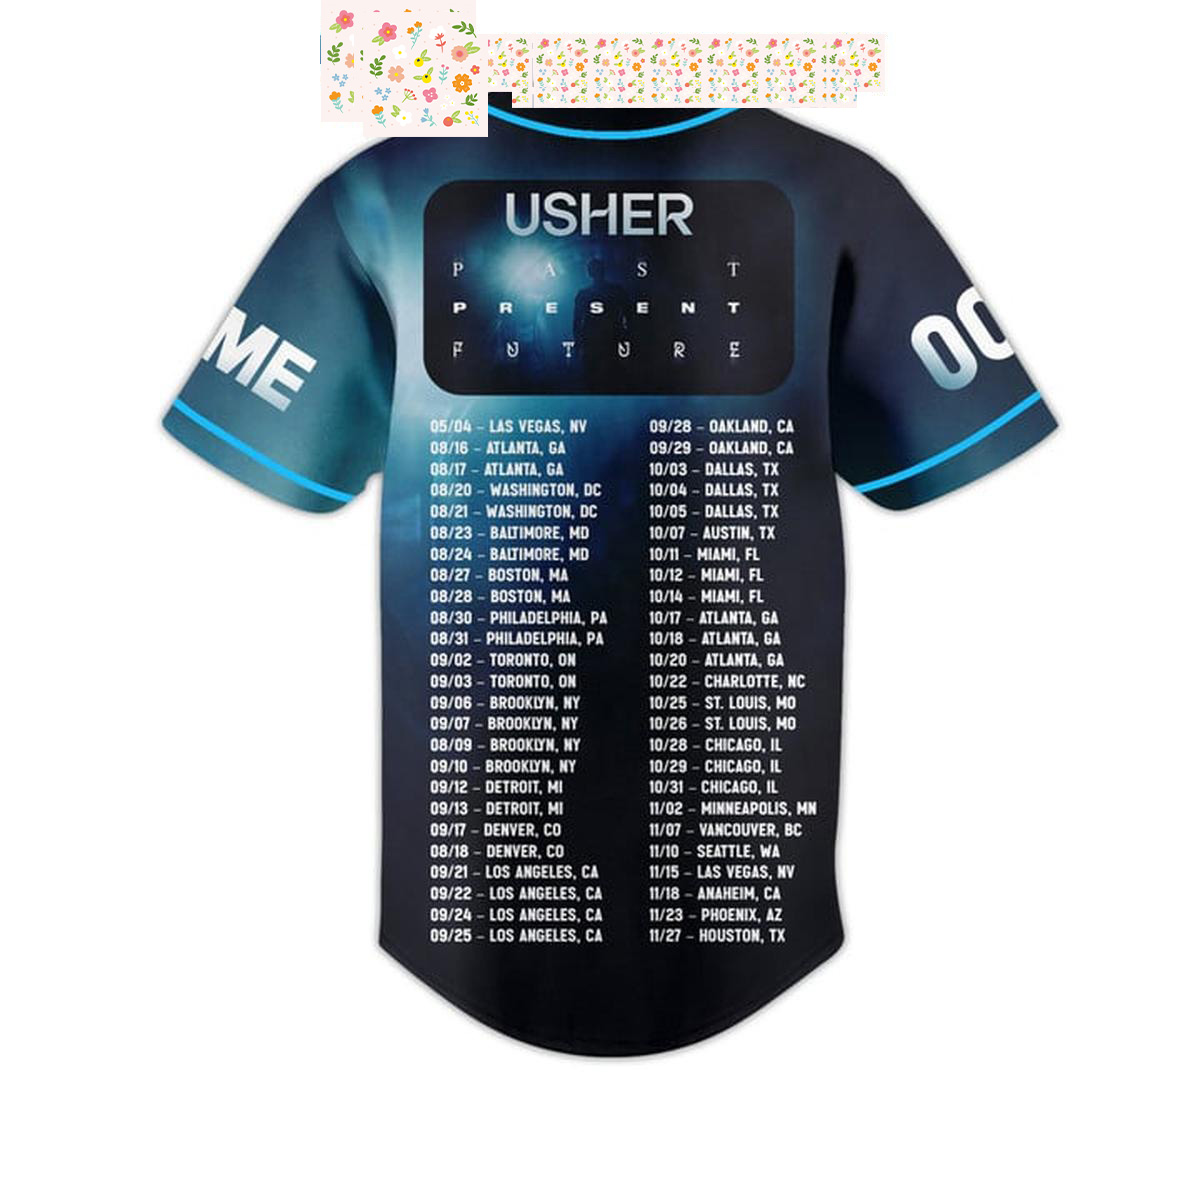 USHER
PAST
PRESENT
FUTURE
ME
00
05/04 – LAS VEGAS, NV
08/16 – ATLANTA, GA
08/17 – ATLANTA, GA
08/20 – WASHINGTON, DC
08/21 – WASHINGTON, DC
08/23 – BALTIMORE, MD
08/24 – BALTIMORE, MD
08/27 – BOSTON, MA
08/28 – BOSTON, MA
08/30 – PHILADELPHIA, PA
08/31 – PHILADELPHIA, PA
09/02 – TORONTO, ON
09/03 – TORONTO, ON
09/06 – BROOKLYN, NY
09/07 – BROOKLYN, NY
08/09 – BROOKLYN, NY
09/10 – BROOKLYN, NY
09/12 – DETROIT, MI
09/13 – DETROIT, MI
09/17 – DENVER, CO
08/18 – DENVER, CO
09/21 – LOS ANGELES, CA
09/22 – LOS ANGELES, CA
09/24 – LOS ANGELES, CA
09/25 – LOS ANGELES, CA
09/28 – OAKLAND, CA
09/29 – OAKLAND, CA
10/03 – DALLAS, TX
10/04 – DALLAS, TX
10/05 – DALLAS, TX
10/07 – AUSTIN, TX
10/11 – MIAMI, FL
10/12 – MIAMI, FL
10/14 – MIAMI, FL
10/17 – ATLANTA, GA
10/18 – ATLANTA, GA
10/20 – ATLANTA, GA
10/22 – CHARLOTTE, NC
10/25 – ST. LOUIS, MO
10/26 – ST. LOUIS, MO
10/28 – CHICAGO, IL
10/29 – CHICAGO, IL
10/31 – CHICAGO, IL
11/02 – MINNEAPOLIS, MN
11/07 – VANCOUVER, BC
11/10 – SEATTLE, WA
11/15 – LAS VEGAS, NV
11/18 – ANAHEIM, CA
11/23 – PHOENIX, AZ
11/27 – HOUSTON, TX